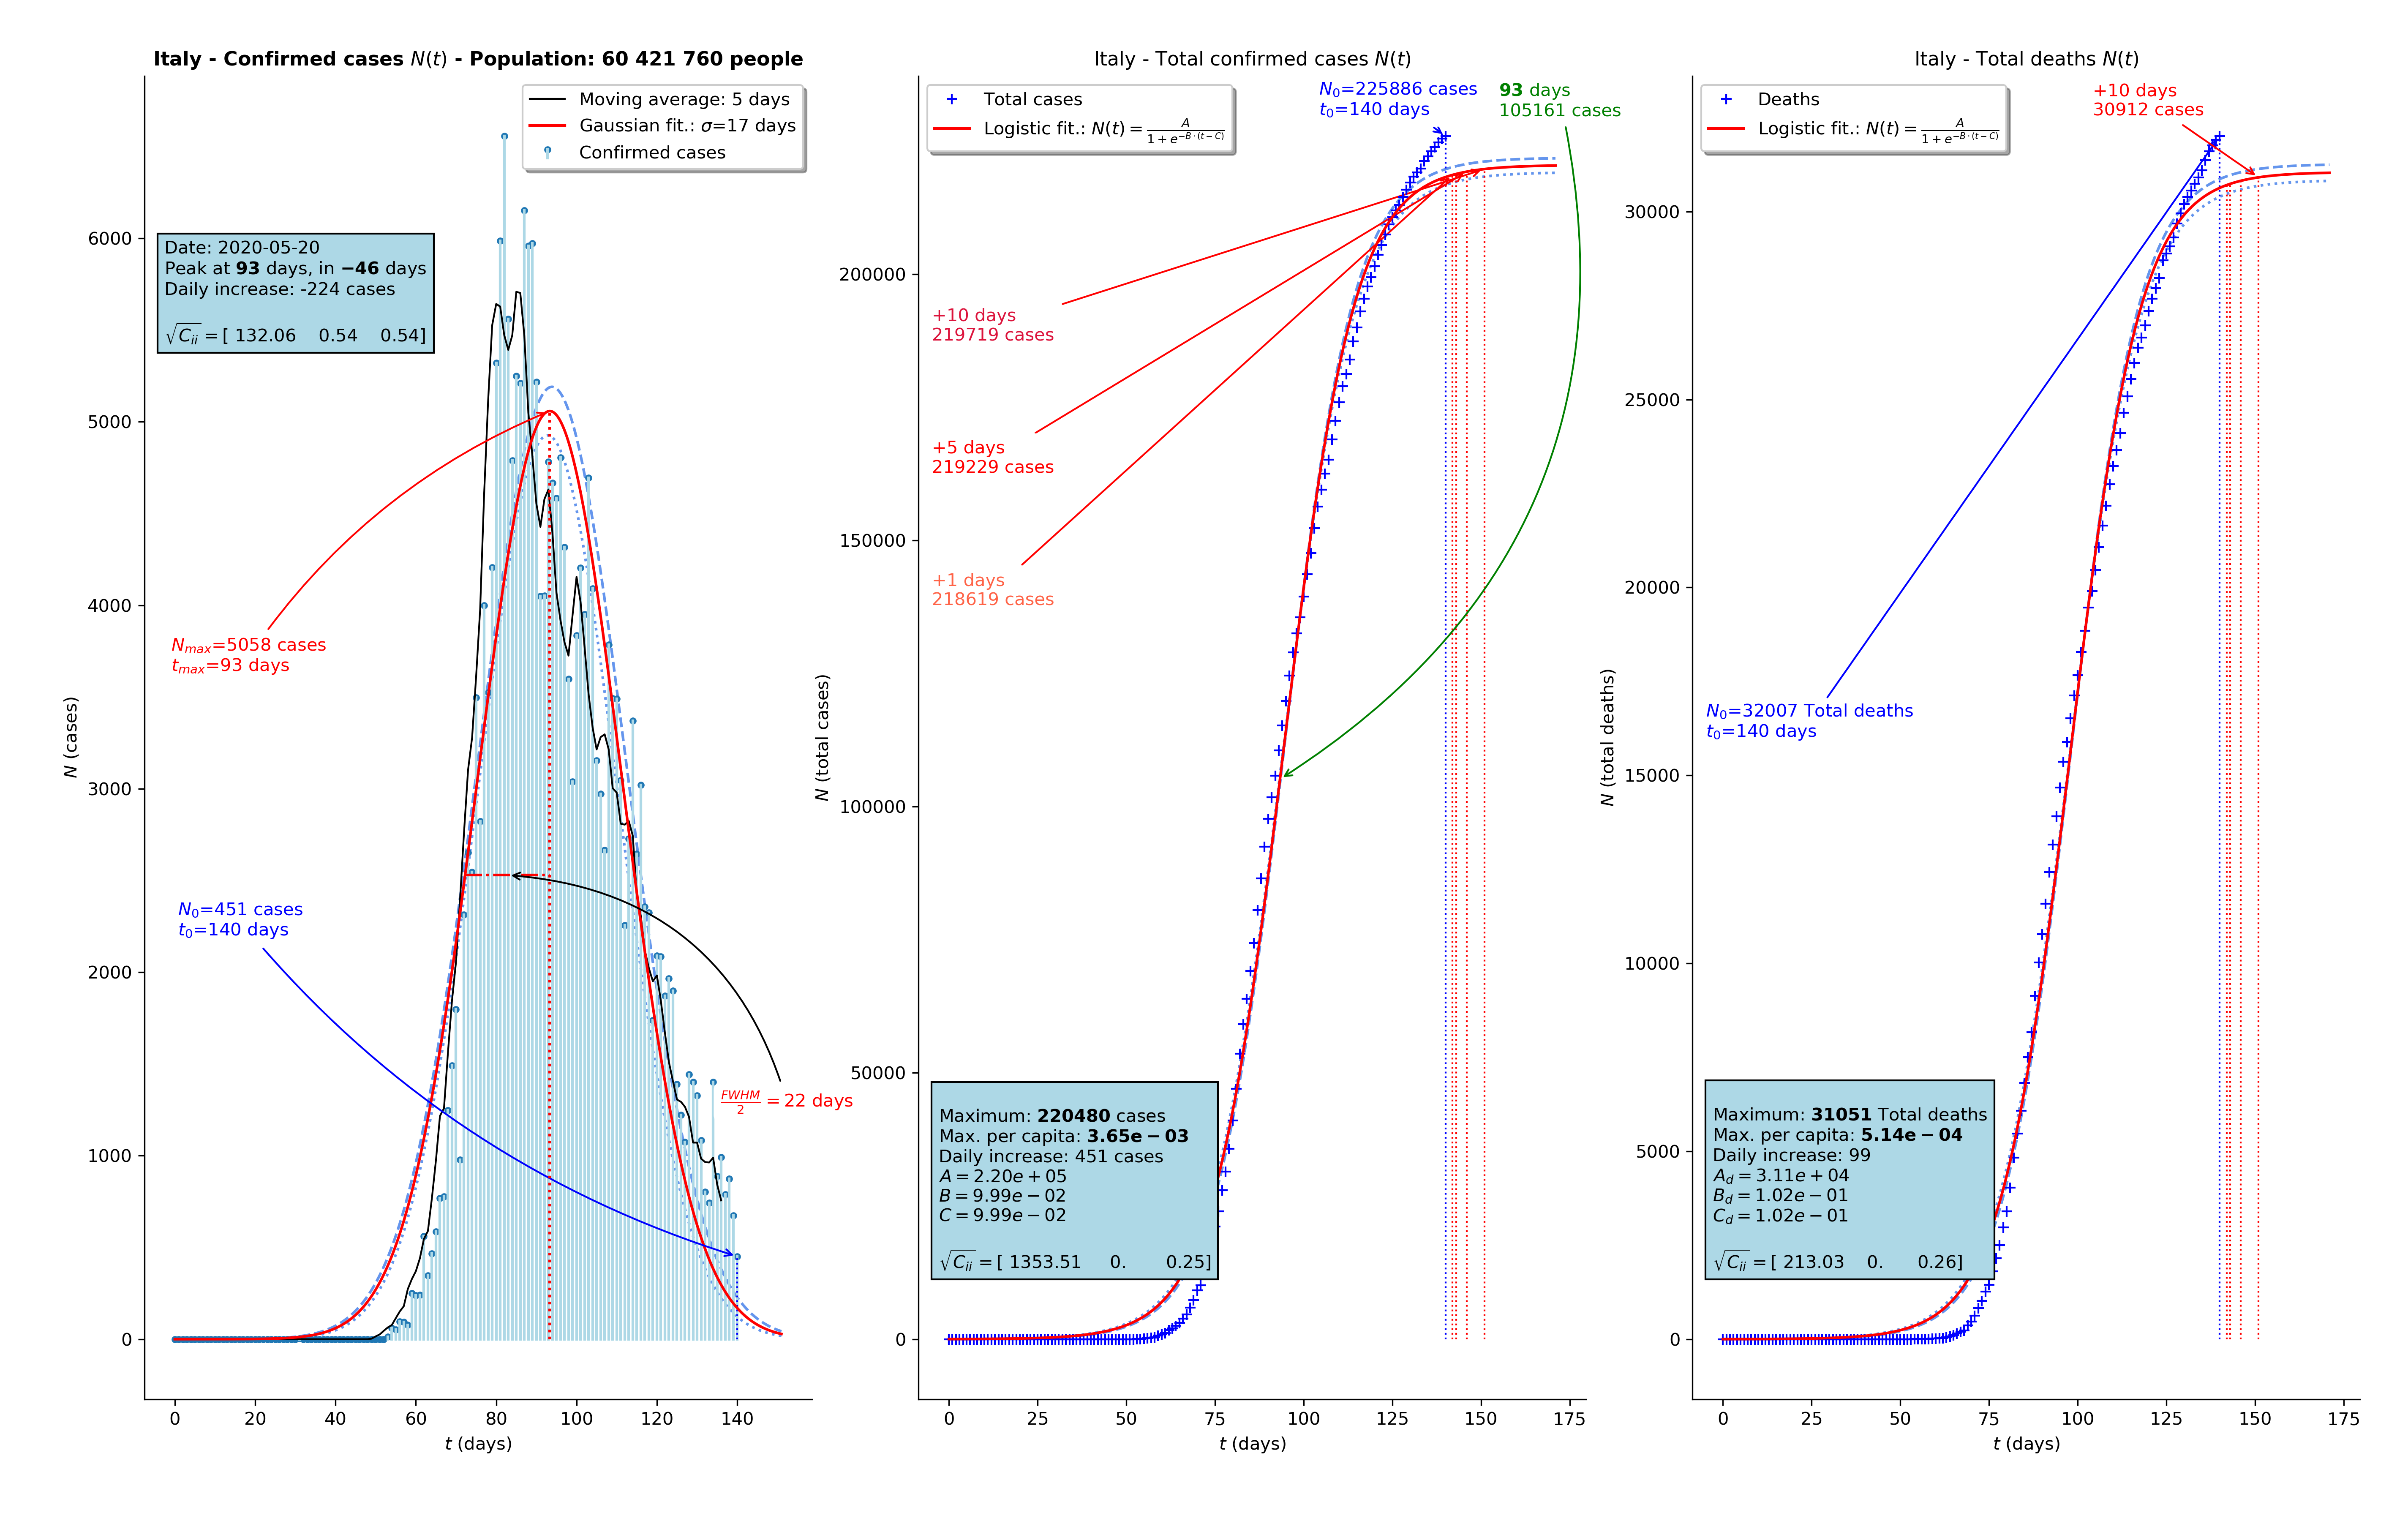 Italy - Confirmed cases N(t) - Population: 60 421 760 people
Moving average: 5 days
Gaussian fit.: σ=17 days
Confirmed cases
Date: 2020-05-20
Peak at 93 days, in −46 days
Daily increase: -224 cases
√C_ii = [ 132.06 0.54 0.54]
N_max=5058 cases
t_max=93 days
N_0=451 cases
t_0=140 days
FWHM/2 = 22 days
N (cases)
6000
5000
4000
3000
2000
1000
0
0 20 40 60 80 100 120 140
t (days)
Italy - Total confirmed cases N(t)
Total cases
Logistic fit.: N(t) = A/(1 + e^{−B·(t−C)})
N_0=225886 cases
t_0=140 days
93 days
105161 cases
+10 days
219719 cases
+5 days
219229 cases
+1 days
218619 cases
Maximum: 220480 cases
Max. per capita: 3.65e − 03
Daily increase: 451 cases
A = 2.20e + 05
B = 9.99e − 02
C = 9.99e − 02
√C_ii = [ 1353.51 0. 0.25]
N (total cases)
200000
150000
100000
50000
0
0 25 50 75 100 125 150 175
t (days)
Italy - Total deaths N(t)
Deaths
Logistic fit.: N(t) = A/(1 + e^{−B·(t−C)})
+10 days
30912 cases
N_0=32007 Total deaths
t_0=140 days
Maximum: 31051 Total deaths
Max. per capita: 5.14e − 04
Daily increase: 99
A_d = 3.11e + 04
B_d = 1.02e − 01
C_d = 1.02e − 01
√C_ii = [ 213.03 0. 0.26]
N (total deaths)
30000
25000
20000
15000
10000
5000
0
0 25 50 75 100 125 150 175
t (days)